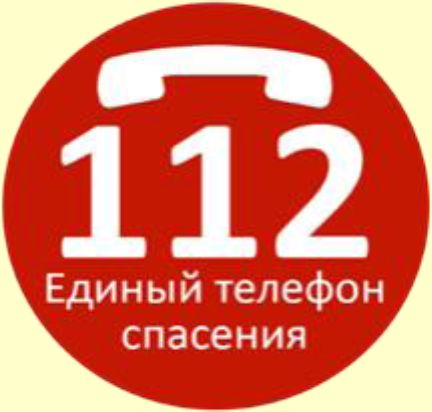 112
Единый телефон
спасения